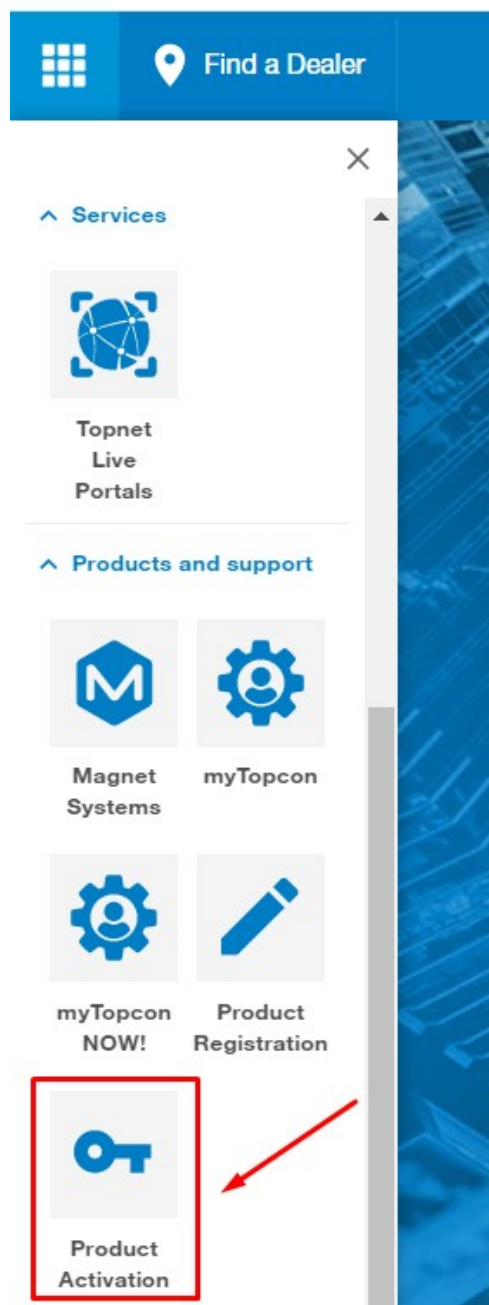 Find a Dealer
Services
Topnet
Live
Portals
Products and support
Magnet
Systems
myTopcon
myTopcon
NOW!
Product
Registration
Product
Activation